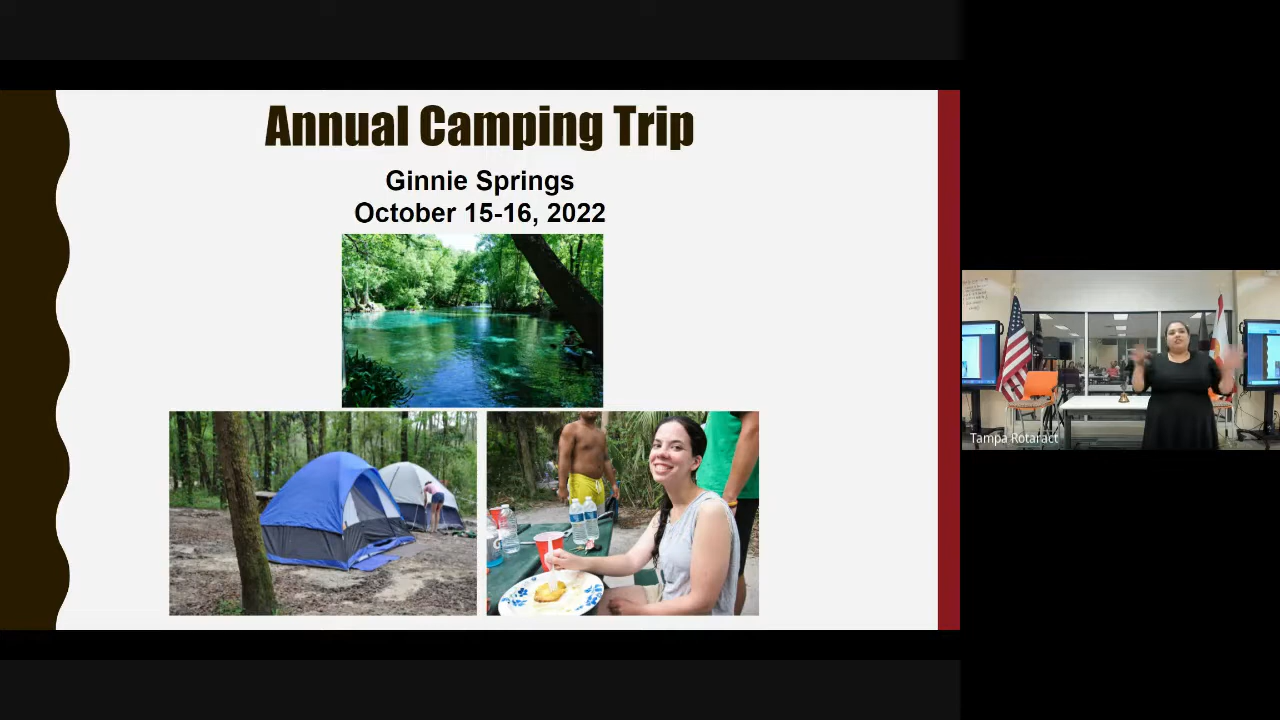 Annual Camping Trip
Ginnie Springs
October 15-16, 2022
Tampa Rotaract